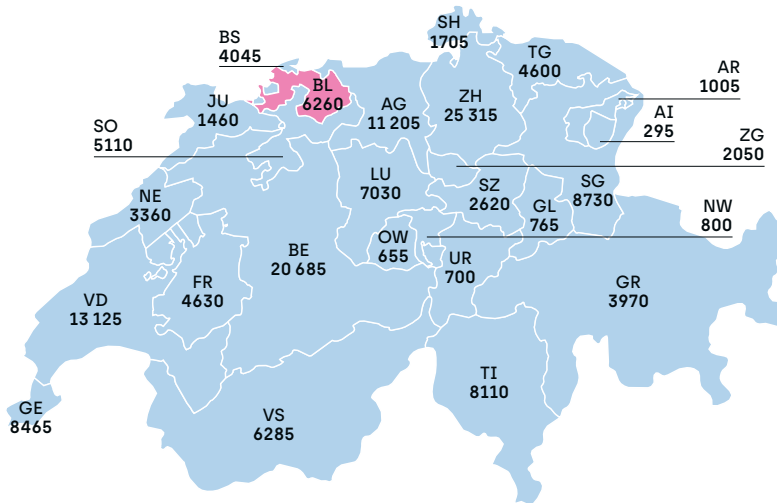 SH
1705
BS
4045
TG
4600
BL
6260
AR
1005
JU
1460
AG
11 205
ZH
25 315
AI
295
SO
5110
ZG
2050
LU
7030
SZ
2620
SG
8730
NE
3360
GL
765
NW
800
OW
655
BE
20 685
UR
700
FR
4630
GR
3970
VD
13 125
TI
8110
GE
8465
VS
6285